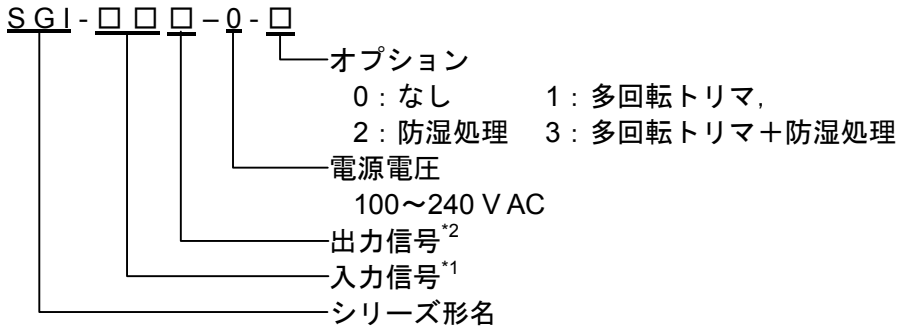 SGI-□□□–0-□
オプション
0：なし 1：多回転トリマ,
2：防湿処理 3：多回転トリマ＋防湿処理
電源電圧
100～240 V AC
出力信号*2
入力信号*1
シリーズ形名